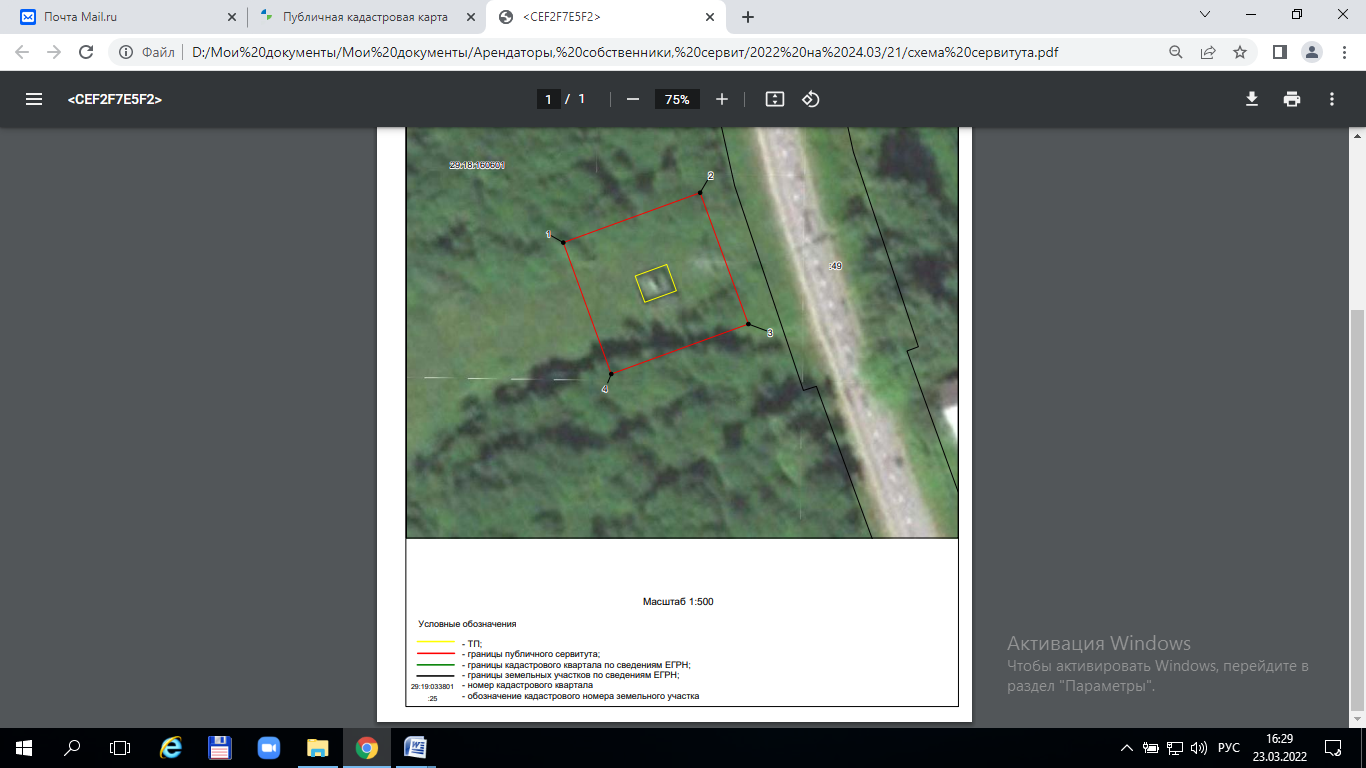 Почта Mail.ru
Публичная кадастровая карта
<CEF2F7E5F2>
Файл
D:/Мои%20документы/Мои%20документы/Арендаторы,%20собственники,%20сервит/2022%20на%2024.03/21/схема%20сервитута.pdf
<CEF2F7E5F2>
1 / 1
75%
29:18:160601
2
1
:49
3
4
Масштаб 1:500
Условные обозначения
- ТП;
- границы публичного сервитута;
- границы кадастрового квартала по сведениям ЕГРН;
- границы земельных участков по сведениям ЕГРН;
29:19:033801 - номер кадастрового квартала
:25 - обозначение кадастрового номера земельного участка
Активация Windows
Чтобы активировать Windows, перейдите в
раздел "Параметры".
РУС
16:29
23.03.2022